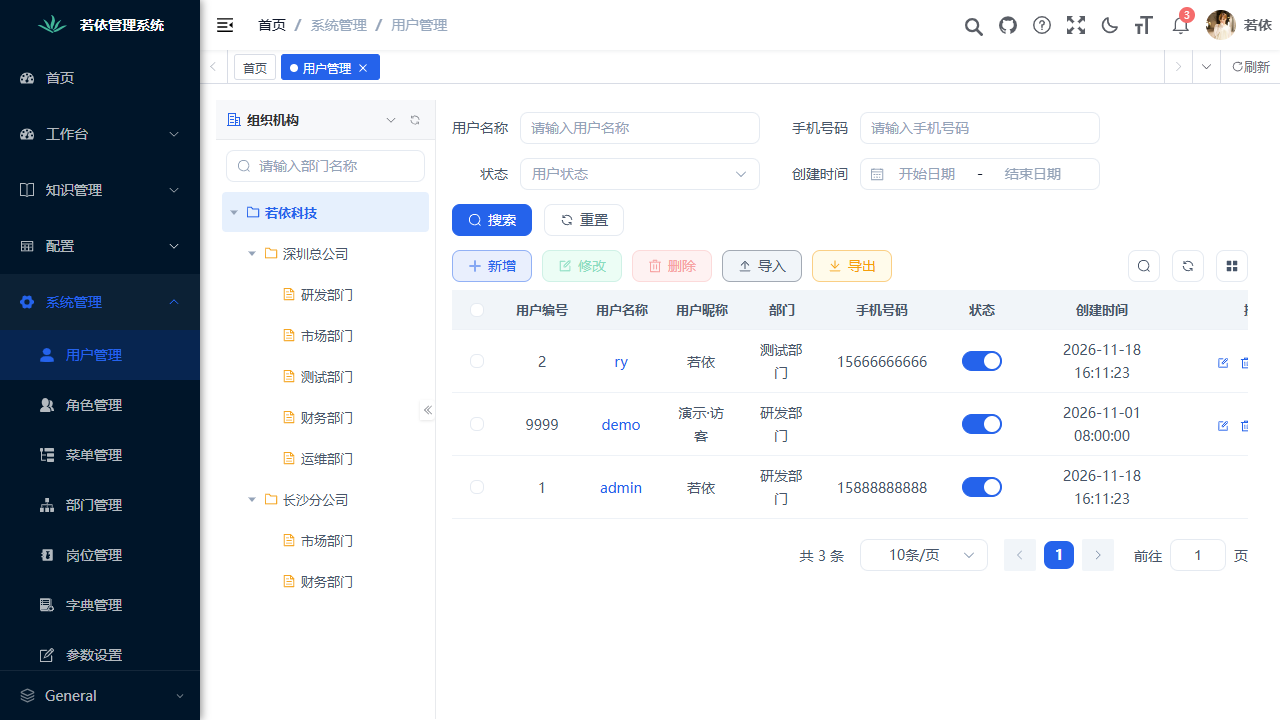 若依管理系统
首页
工作台
知识管理
配置
系统管理
用户管理
角色管理
菜单管理
部门管理
岗位管理
字典管理
参数设置
General
首页 / 系统管理 / 用户管理
3
若依
首页
用户管理
刷新
组织机构
请输入部门名称
若依科技
深圳总公司
研发部门
市场部门
测试部门
财务部门
运维部门
长沙分公司
市场部门
财务部门
用户名称 请输入用户名称 手机号码 请输入手机号码
状态 用户状态 创建时间 开始日期 - 结束日期
搜索 重置
新增 修改 删除 导入 导出
用户编号 用户名称 用户昵称 部门 手机号码 状态 创建时间
2 ry 若依 测试部门 15666666666 2026-11-18 16:11:23
9999 demo 演示·访客 研发部门 2026-11-01 08:00:00
1 admin 若依 研发部门 15888888888 2026-11-18 16:11:23
共 3 条 10条/页 1 前往 1 页